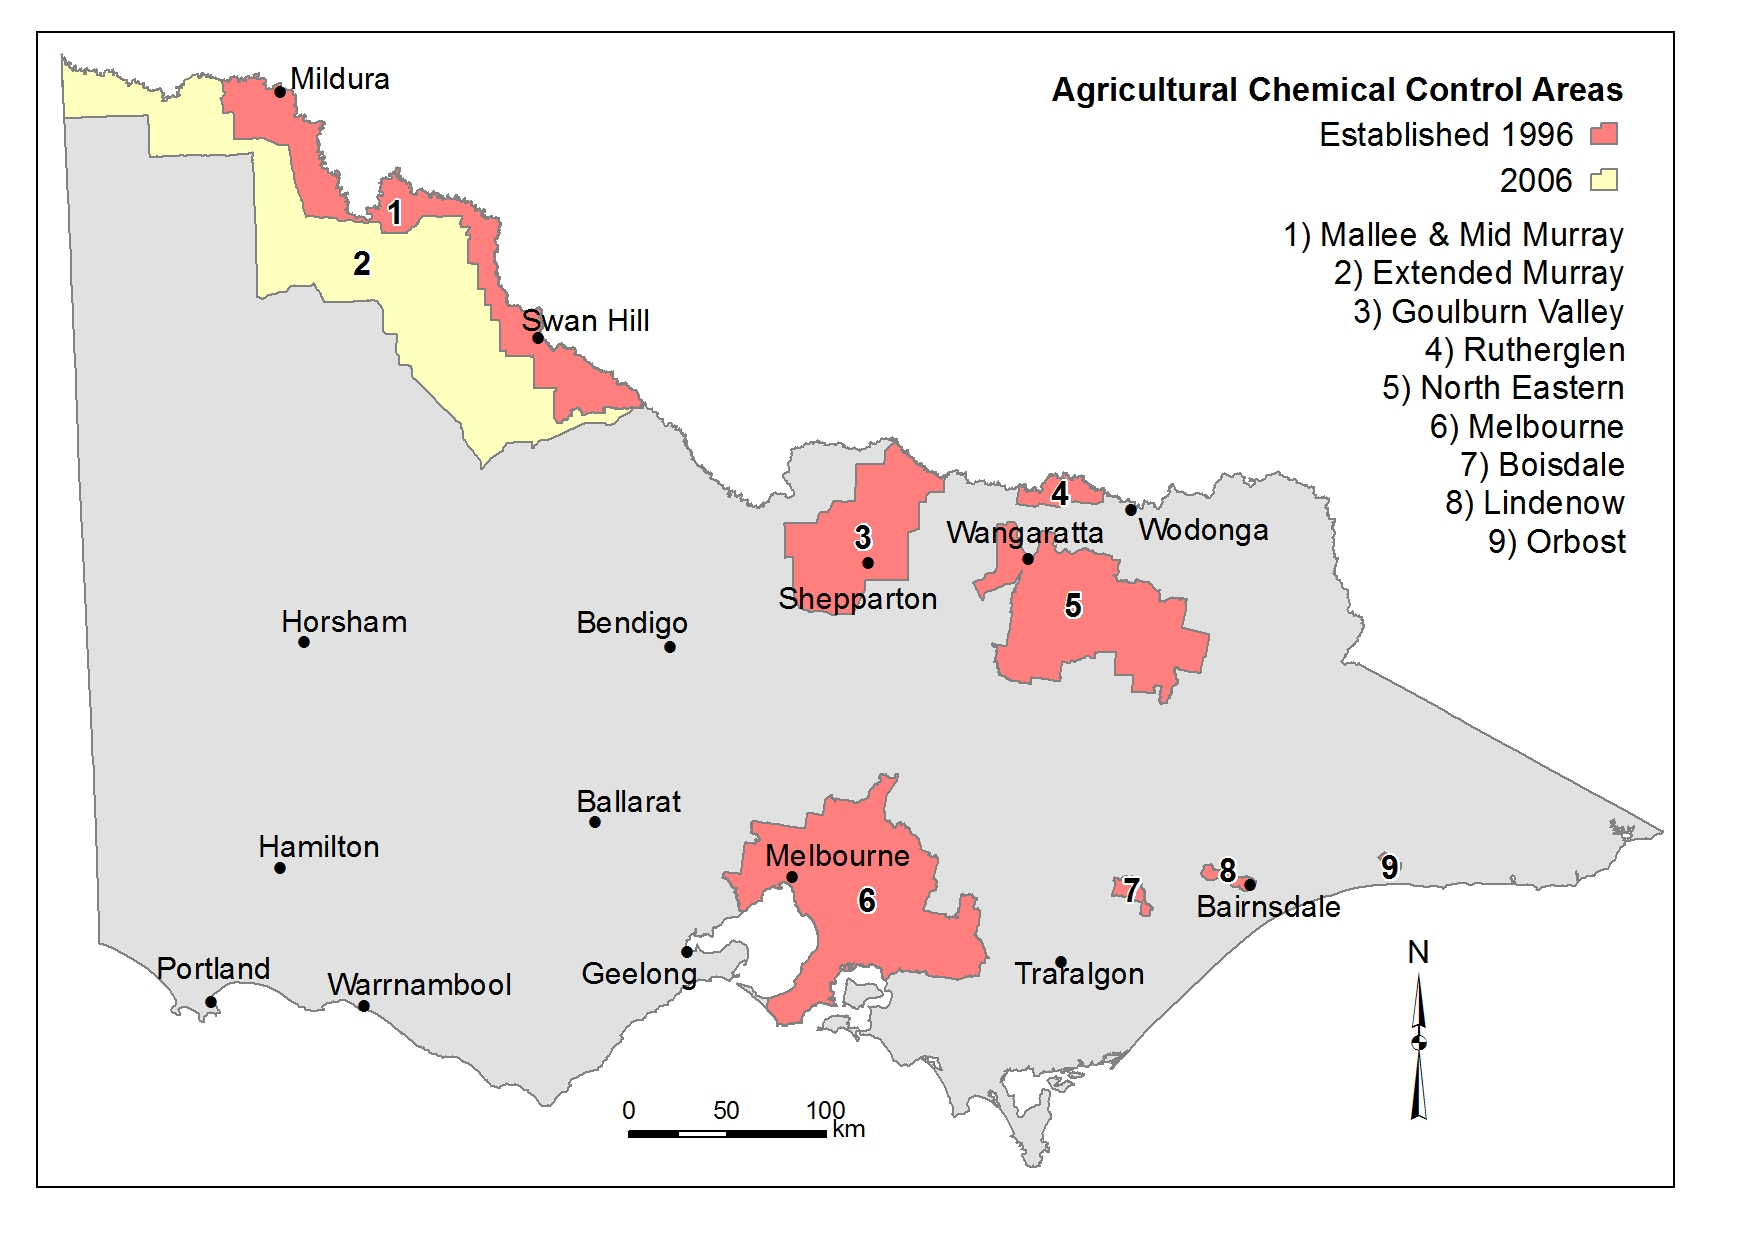 Mildura
Agricultural Chemical Control Areas
Established 1996
2006
1) Mallee & Mid Murray
2) Extended Murray
3) Goulburn Valley
4) Rutherglen
5) North Eastern
6) Melbourne
7) Boisdale
8) Lindenow
9) Orbost
1
2
Swan Hill
4
Wangaratta
Wodonga
3
Shepparton
5
Horsham
Bendigo
Ballarat
Hamilton
Melbourne
6
7
8
9
Bairnsdale
Portland
Warrnambool
Geelong
Traralgon
N
0 50 100
km